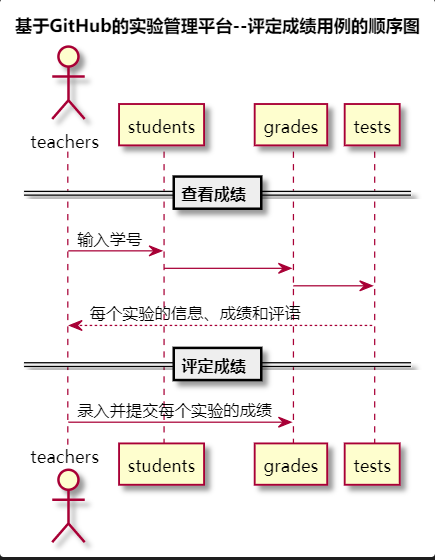 基于GitHub的实验管理平台--评定成绩用例的顺序图
teachers
students
grades
tests
查看成绩
输入学号
每个实验的信息、成绩和评语
评定成绩
录入并提交每个实验的成绩
teachers
students
grades
tests